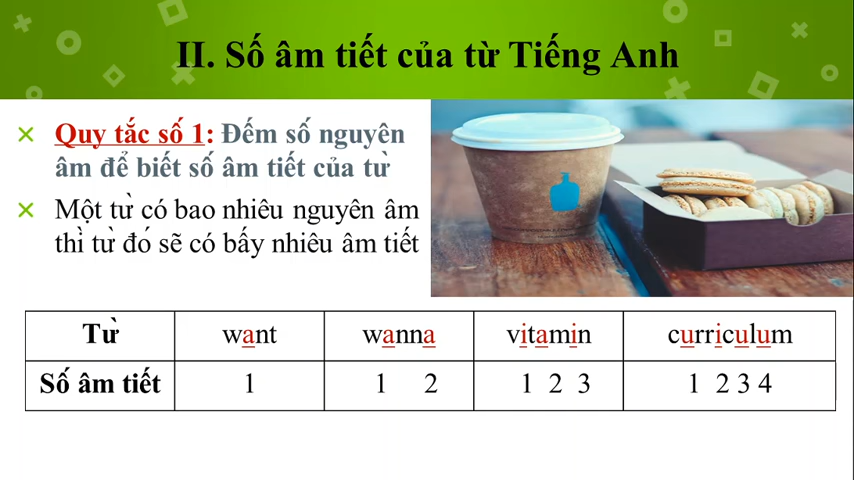 II. Số âm tiết của từ Tiếng Anh
Quy tắc số 1: Đếm số nguyên
âm để biết số âm tiết của từ
Một từ có bao nhiêu nguyên âm
thì từ đó sẽ có bấy nhiêu âm tiết
Từ want wanna vitamin curriculum
Số âm tiết 1 1 2 1 2 3 1 2 3 4